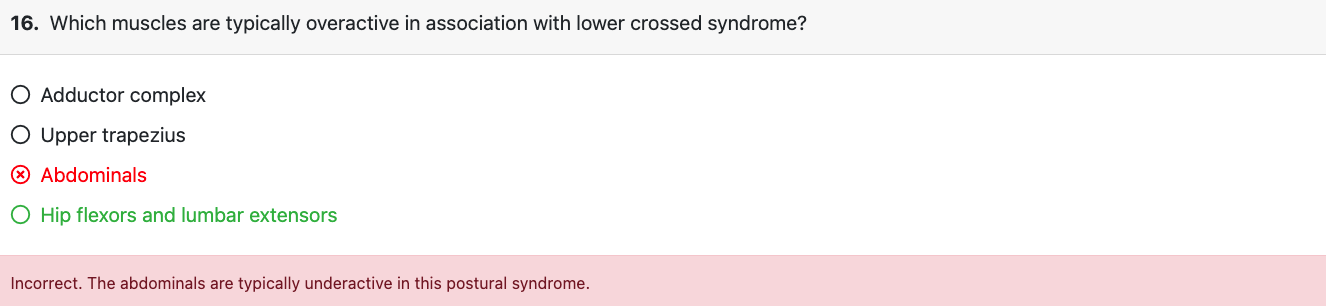 16. Which muscles are typically overactive in association with lower crossed syndrome?
Adductor complex
Upper trapezius
Abdominals
Hip flexors and lumbar extensors
Incorrect. The abdominals are typically underactive in this postural syndrome.